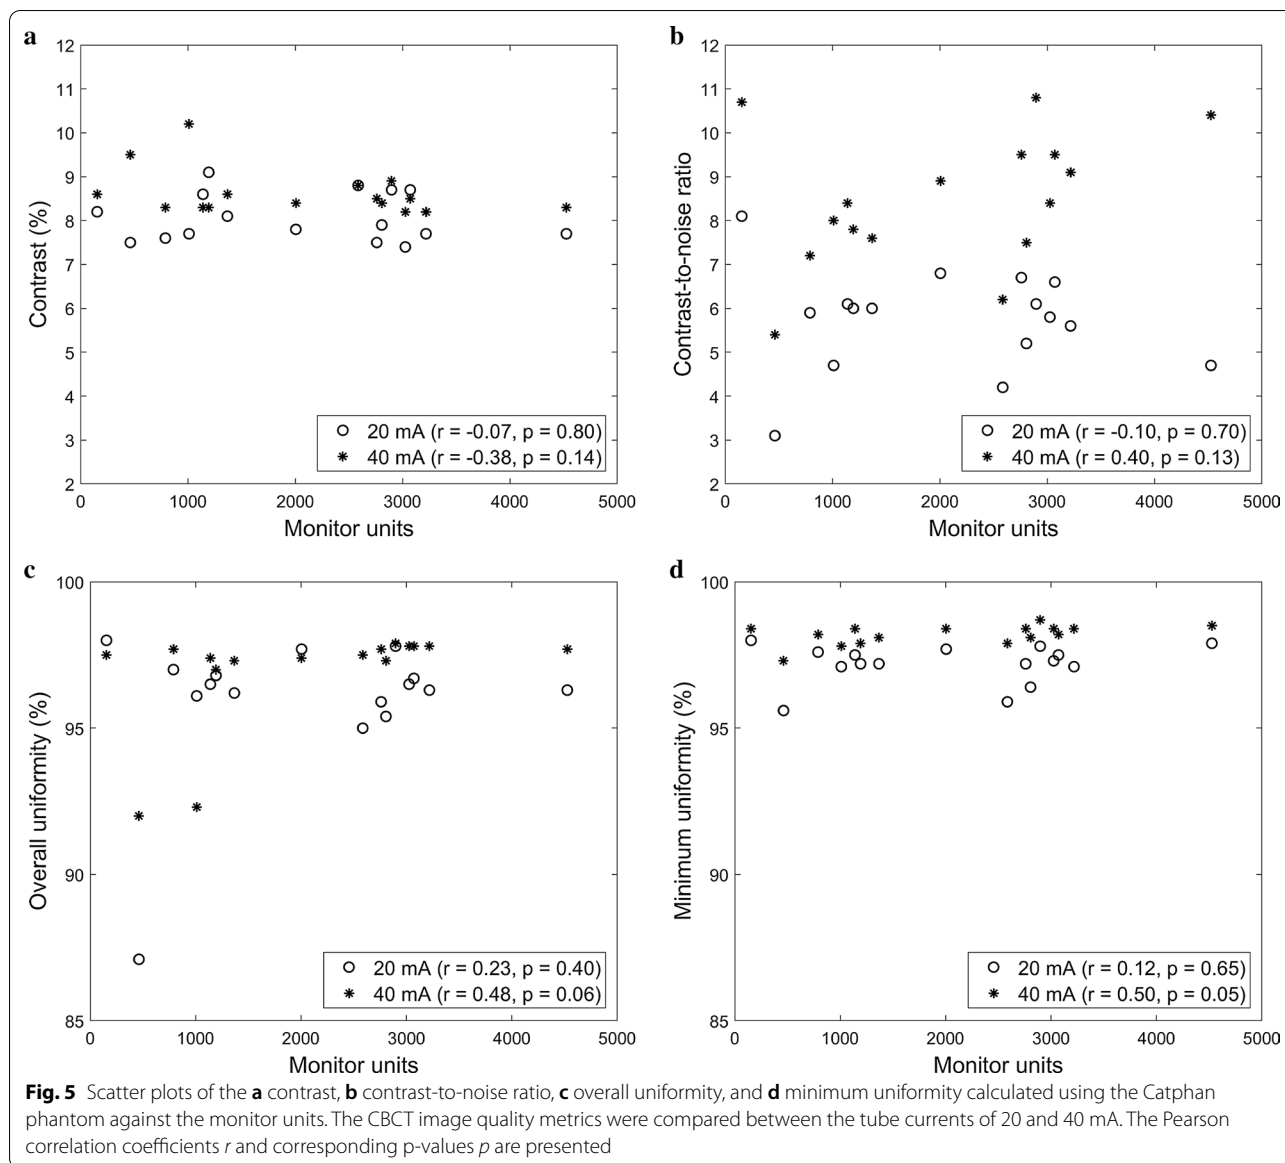 a
12
11
10
9
8
7
6
5
4
3
2
Contrast (%)
0 1000 2000 3000 4000 5000
Monitor units
20 mA (r = -0.07, p = 0.80)
40 mA (r = -0.38, p = 0.14)
b
12
11
10
9
8
7
6
5
4
3
2
Contrast-to-noise ratio
0 1000 2000 3000 4000 5000
Monitor units
20 mA (r = -0.10, p = 0.70)
40 mA (r = 0.40, p = 0.13)
c
100
95
90
85
Overall uniformity (%)
0 1000 2000 3000 4000 5000
Monitor units
20 mA (r = 0.23, p = 0.40)
40 mA (r = 0.48, p = 0.06)
d
100
95
90
85
Minimum uniformity (%)
0 1000 2000 3000 4000 5000
Monitor units
20 mA (r = 0.12, p = 0.65)
40 mA (r = 0.50, p = 0.05)
Fig. 5 Scatter plots of the a contrast, b contrast-to-noise ratio, c overall uniformity, and d minimum uniformity calculated using the Catphan
phantom against the monitor units. The CBCT image quality metrics were compared between the tube currents of 20 and 40 mA. The Pearson
correlation coefficients r and corresponding p-values p are presented